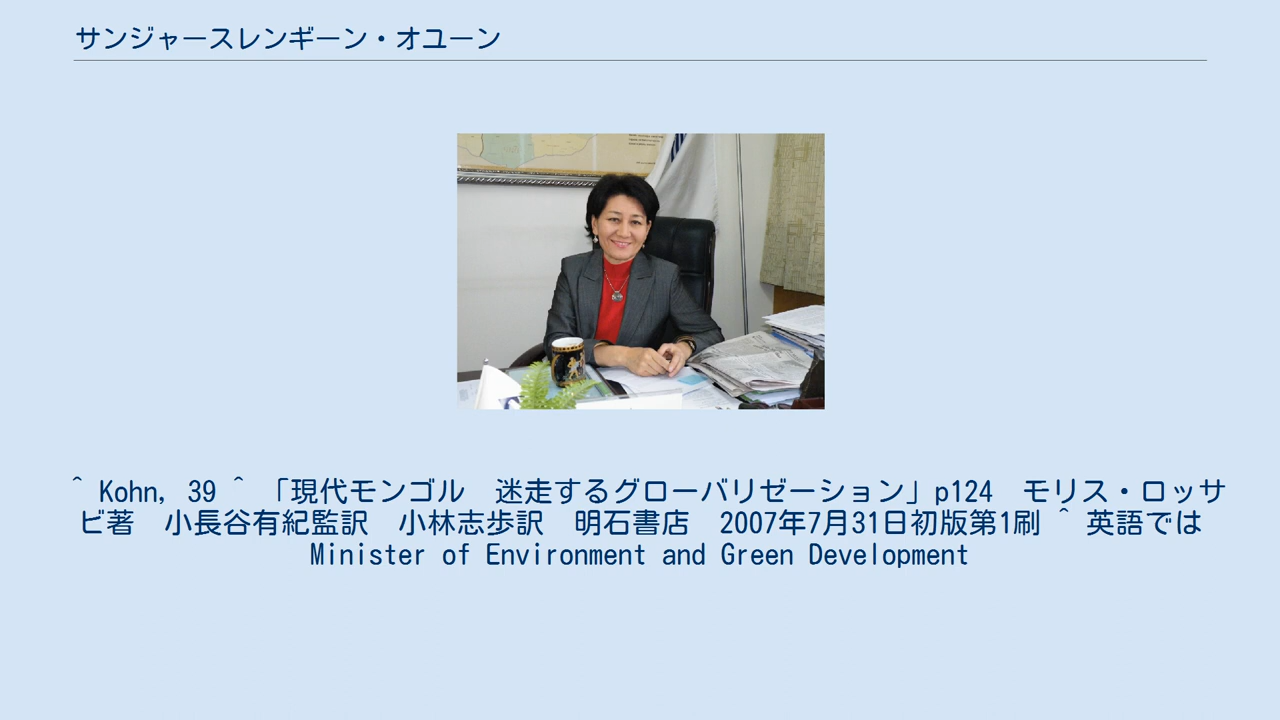 サンジャースレンギーン・オユーン
^ Kohn, 39 ^ 「現代モンゴル　迷走するグローバリゼーション」p124　モリス・ロッサ
ビ著　小長谷有紀監訳　小林志歩訳　明石書店　2007年7月31日初版第1刷 ^ 英語では
Minister of Environment and Green Development